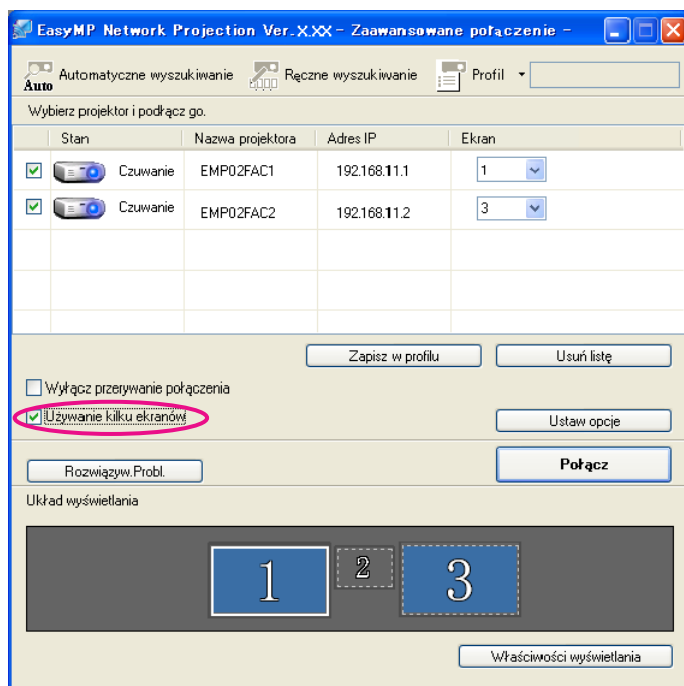 EasyMP Network Projection Ver.X.XX – Zaawansowane połączenie –
Auto Automatyczne wyszukiwanie Ręczne wyszukiwanie Profil
Wybierz projektor i podłącz go.
Stan Nazwa projektora Adres IP Ekran
Czuwanie EMP02FAC1 192.168.11.1 1
Czuwanie EMP02FAC2 192.168.11.2 3
Zapisz w profilu Usuń listę
Wyłącz przerywanie połączenia
Używanie kilku ekranów Ustaw opcje
Rozwiązyw.Probl. Połącz
Układ wyświetlania
1 2 3
Właściwości wyświetlania